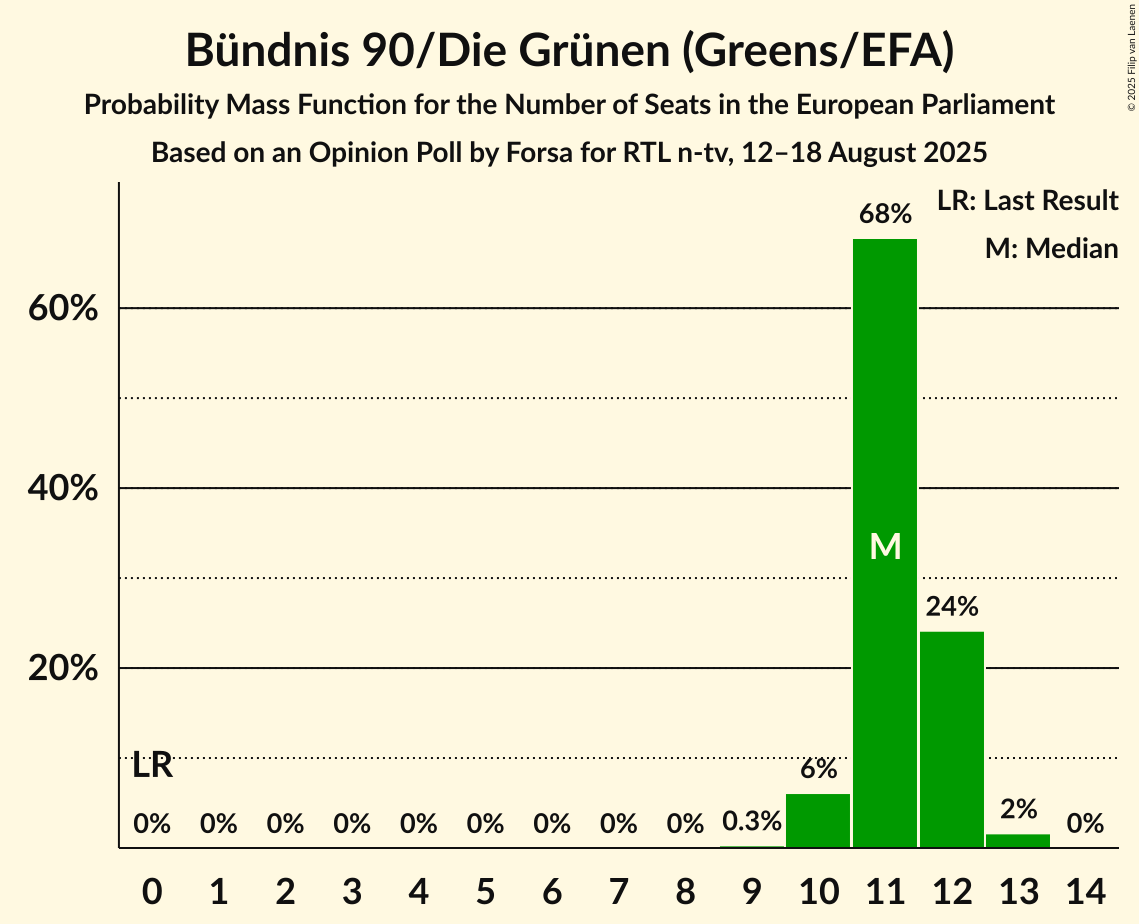 Bündnis 90/Die Grünen (Greens/EFA)
Probability Mass Function for the Number of Seats in the European Parliament
Based on an Opinion Poll by Forsa for RTL n-tv, 12–18 August 2025
© 2025 Filip van Laenen
LR: Last Result
M: Median
68%
60%
40%
M
24%
20%
LR
6%
0% 0% 0% 0% 0% 0% 0% 0% 0% 0.3% 2% 0%
0 1 2 3 4 5 6 7 8 9 10 11 12 13 14